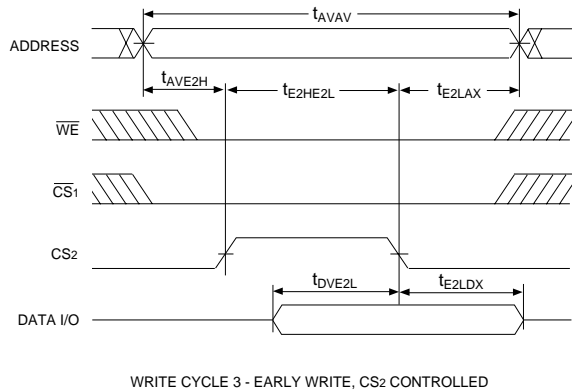 tAVAV
ADDRESS
tAVE2H
tE2HE2L
tE2LAX
WE
CS1
CS2
tDVE2L
tE2LDX
DATA I/O
WRITE CYCLE 3 - EARLY WRITE, CS2 CONTROLLED